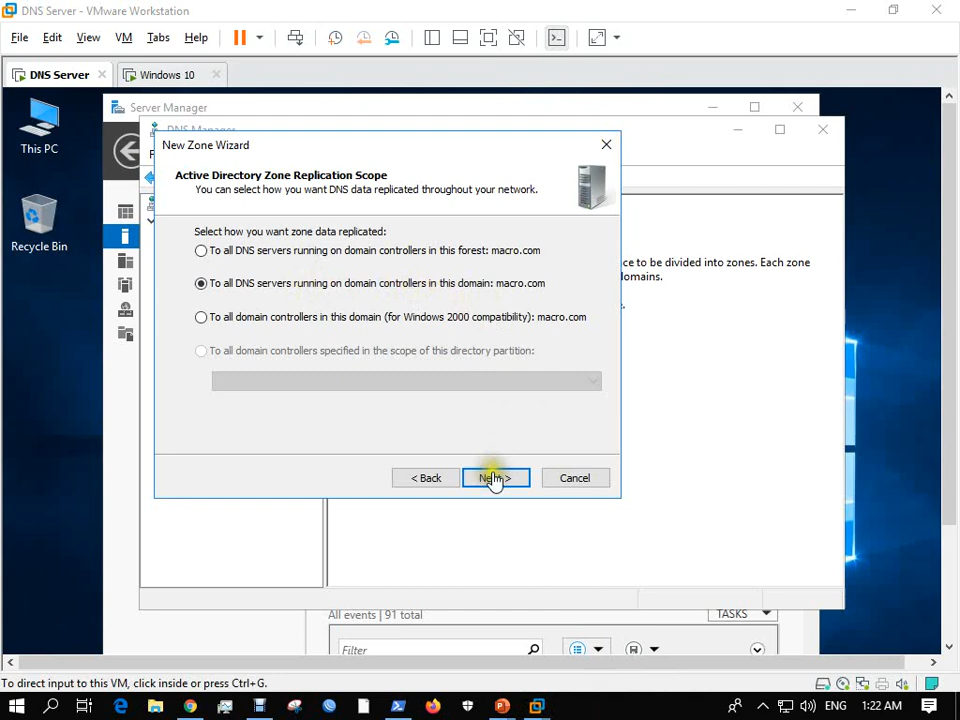 DNS Server - VMware Workstation
File Edit View VM Tabs Help
DNS Server Windows 10
Server Manager
This PC
Recycle Bin
New Zone Wizard
Active Directory Zone Replication Scope
You can select how you want DNS data replicated throughout your network.
Select how you want zone data replicated:
To all DNS servers running on domain controllers in this forest: macro.com
To all DNS servers running on domain controllers in this domain: macro.com
To all domain controllers in this domain (for Windows 2000 compatibility): macro.com
To all domain controllers specified in the scope of this directory partition:
< Back Next > Cancel
ce to be divided into zones. Each zone
domains.
All events | 91 total TASKS
Filter
To direct input to this VM, click inside or press Ctrl+G.
ENG 1:22 AM